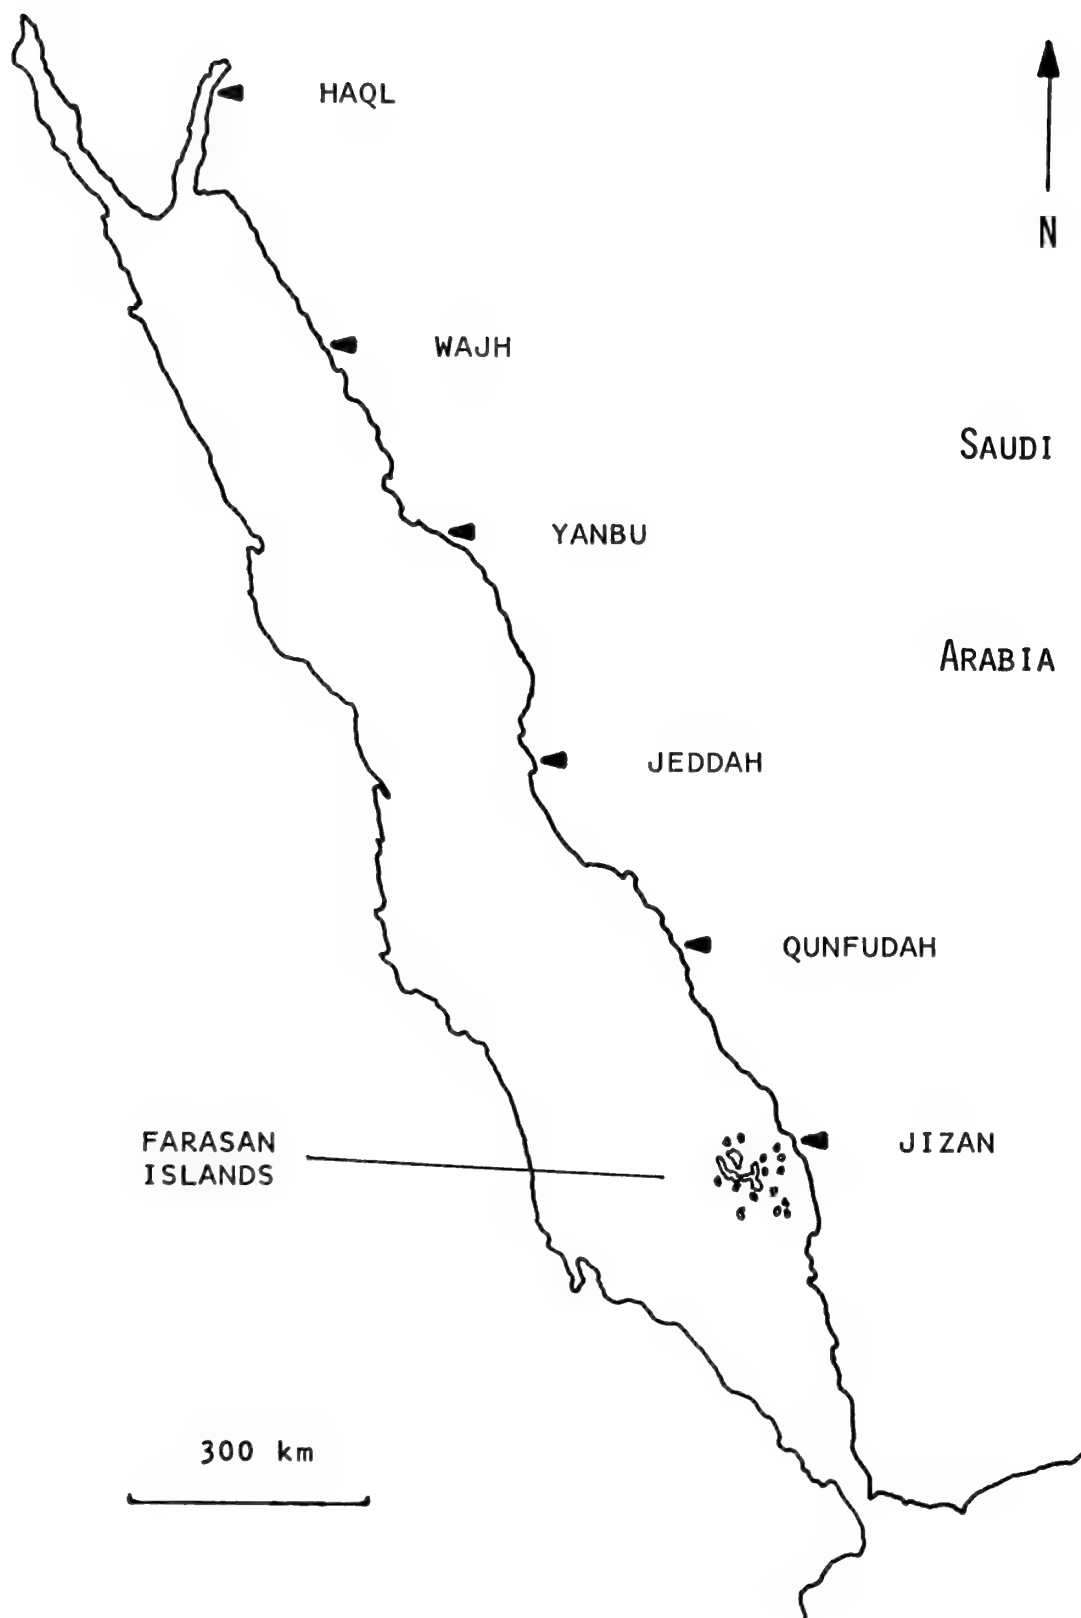 HAQL
N
WAJH
SAUDI
YANBU
ARABIA
JEDDAH
QUNFUDAH
FARASAN
ISLANDS
JIZAN
300 km